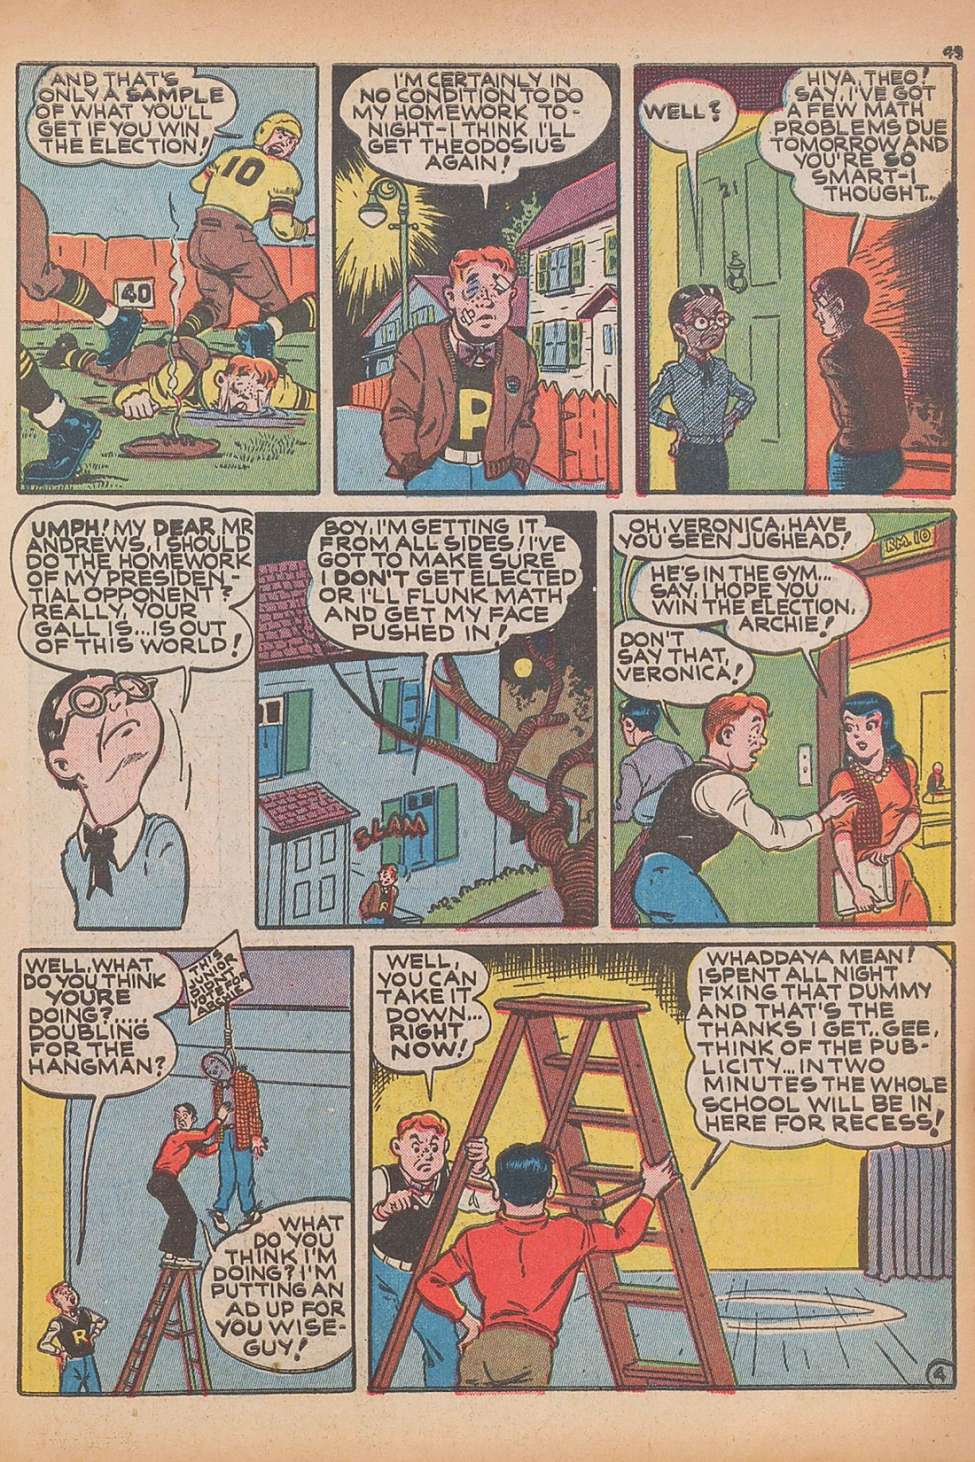 43
AND THAT'S
ONLY A SAMPLE
OF WHAT YOU'LL
GET IF YOU WIN
THE ELECTION!
10
40
I'M CERTAINLY IN
NO CONDITION TO DO
MY HOMEWORK TO-
NIGHT-I THINK I'LL
GET THEODOSIUS
AGAIN!
R
WELL?
HIYA, THEO!
SAY, I'VE GOT
A FEW MATH
PROBLEMS DUE
TOMORROW AND
YOU'RE SO
SMART-I
THOUGHT...
21
UMPH! MY DEAR MR
ANDREWS, I SHOULD
DO THE HOMEWORK
OF MY PRESIDEN-
TIAL OPPONENT?
REALLY, YOUR
GALL IS...IS OUT
OF THIS WORLD!
BOY, I'M GETTING IT
FROM ALL SIDES! I'VE
GOT TO MAKE SURE
I DON'T GET ELECTED
OR I'LL FLUNK MATH
AND GET MY FACE
PUSHED IN!
SLAM
R
OH, VERONICA, HAVE
YOU SEEN JUGHEAD!
RM. 10
HE'S IN THE GYM...
SAY, I HOPE YOU
WIN THE ELECTION,
ARCHIE!
DON'T
SAY THAT,
VERONICA!
WELL, WHAT
DO YOU THINK
YOURE
DOING?.....
DOUBLING
FOR THE
HANGMAN?
THIS
JUNIOR
DIDN'T
VOTE FOR
ARCHIE
R
WHAT
DO YOU
THINK I'M
DOING? I'M
PUTTING AN
AD UP FOR
YOU WISE-
GUY!
WELL,
YOU CAN
TAKE IT
DOWN...
RIGHT
NOW!
WHADDAYA MEAN!
I SPENT ALL NIGHT
FIXING THAT DUMMY
AND THAT'S THE
THANKS I GET..GEE,
THINK OF THE PUB-
LICITY...IN TWO
MINUTES THE WHOLE
SCHOOL WILL BE IN
HERE FOR RECESS!
4